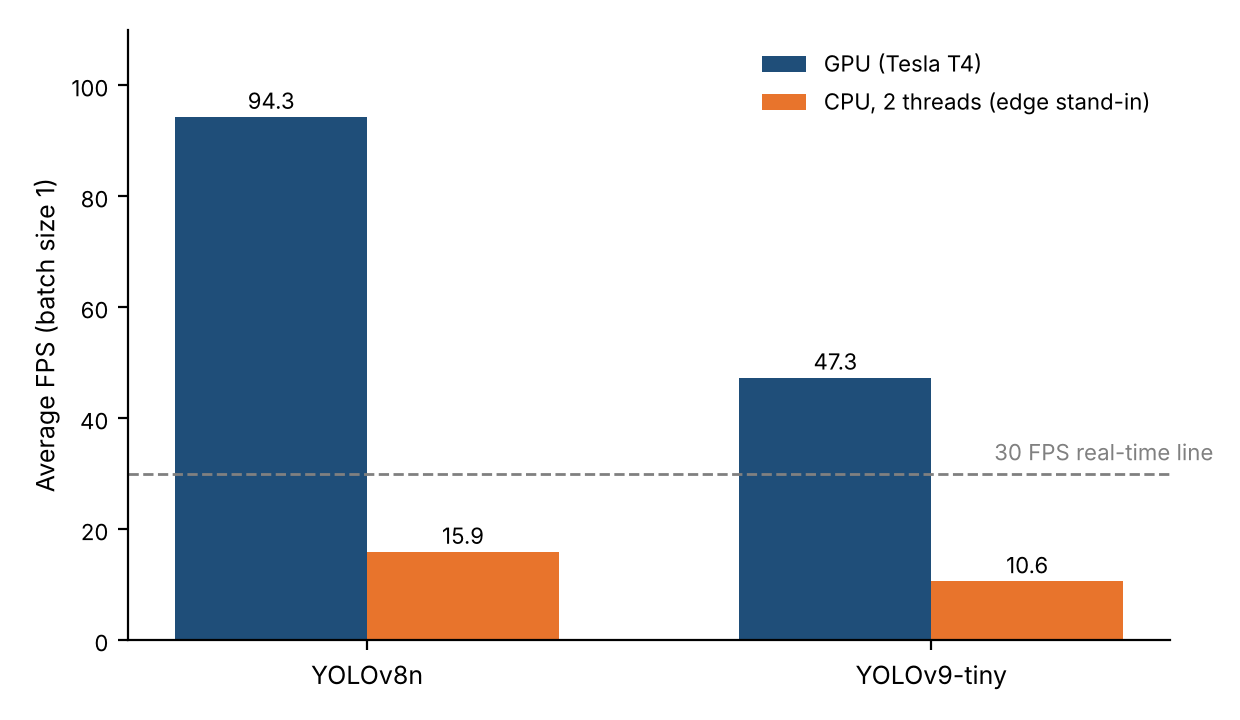 GPU (Tesla T4)
CPU, 2 threads (edge stand-in)
Average FPS (batch size 1)
100
80
60
40
20
0
94.3
15.9
47.3
10.6
30 FPS real-time line
YOLOv8n
YOLOv9-tiny